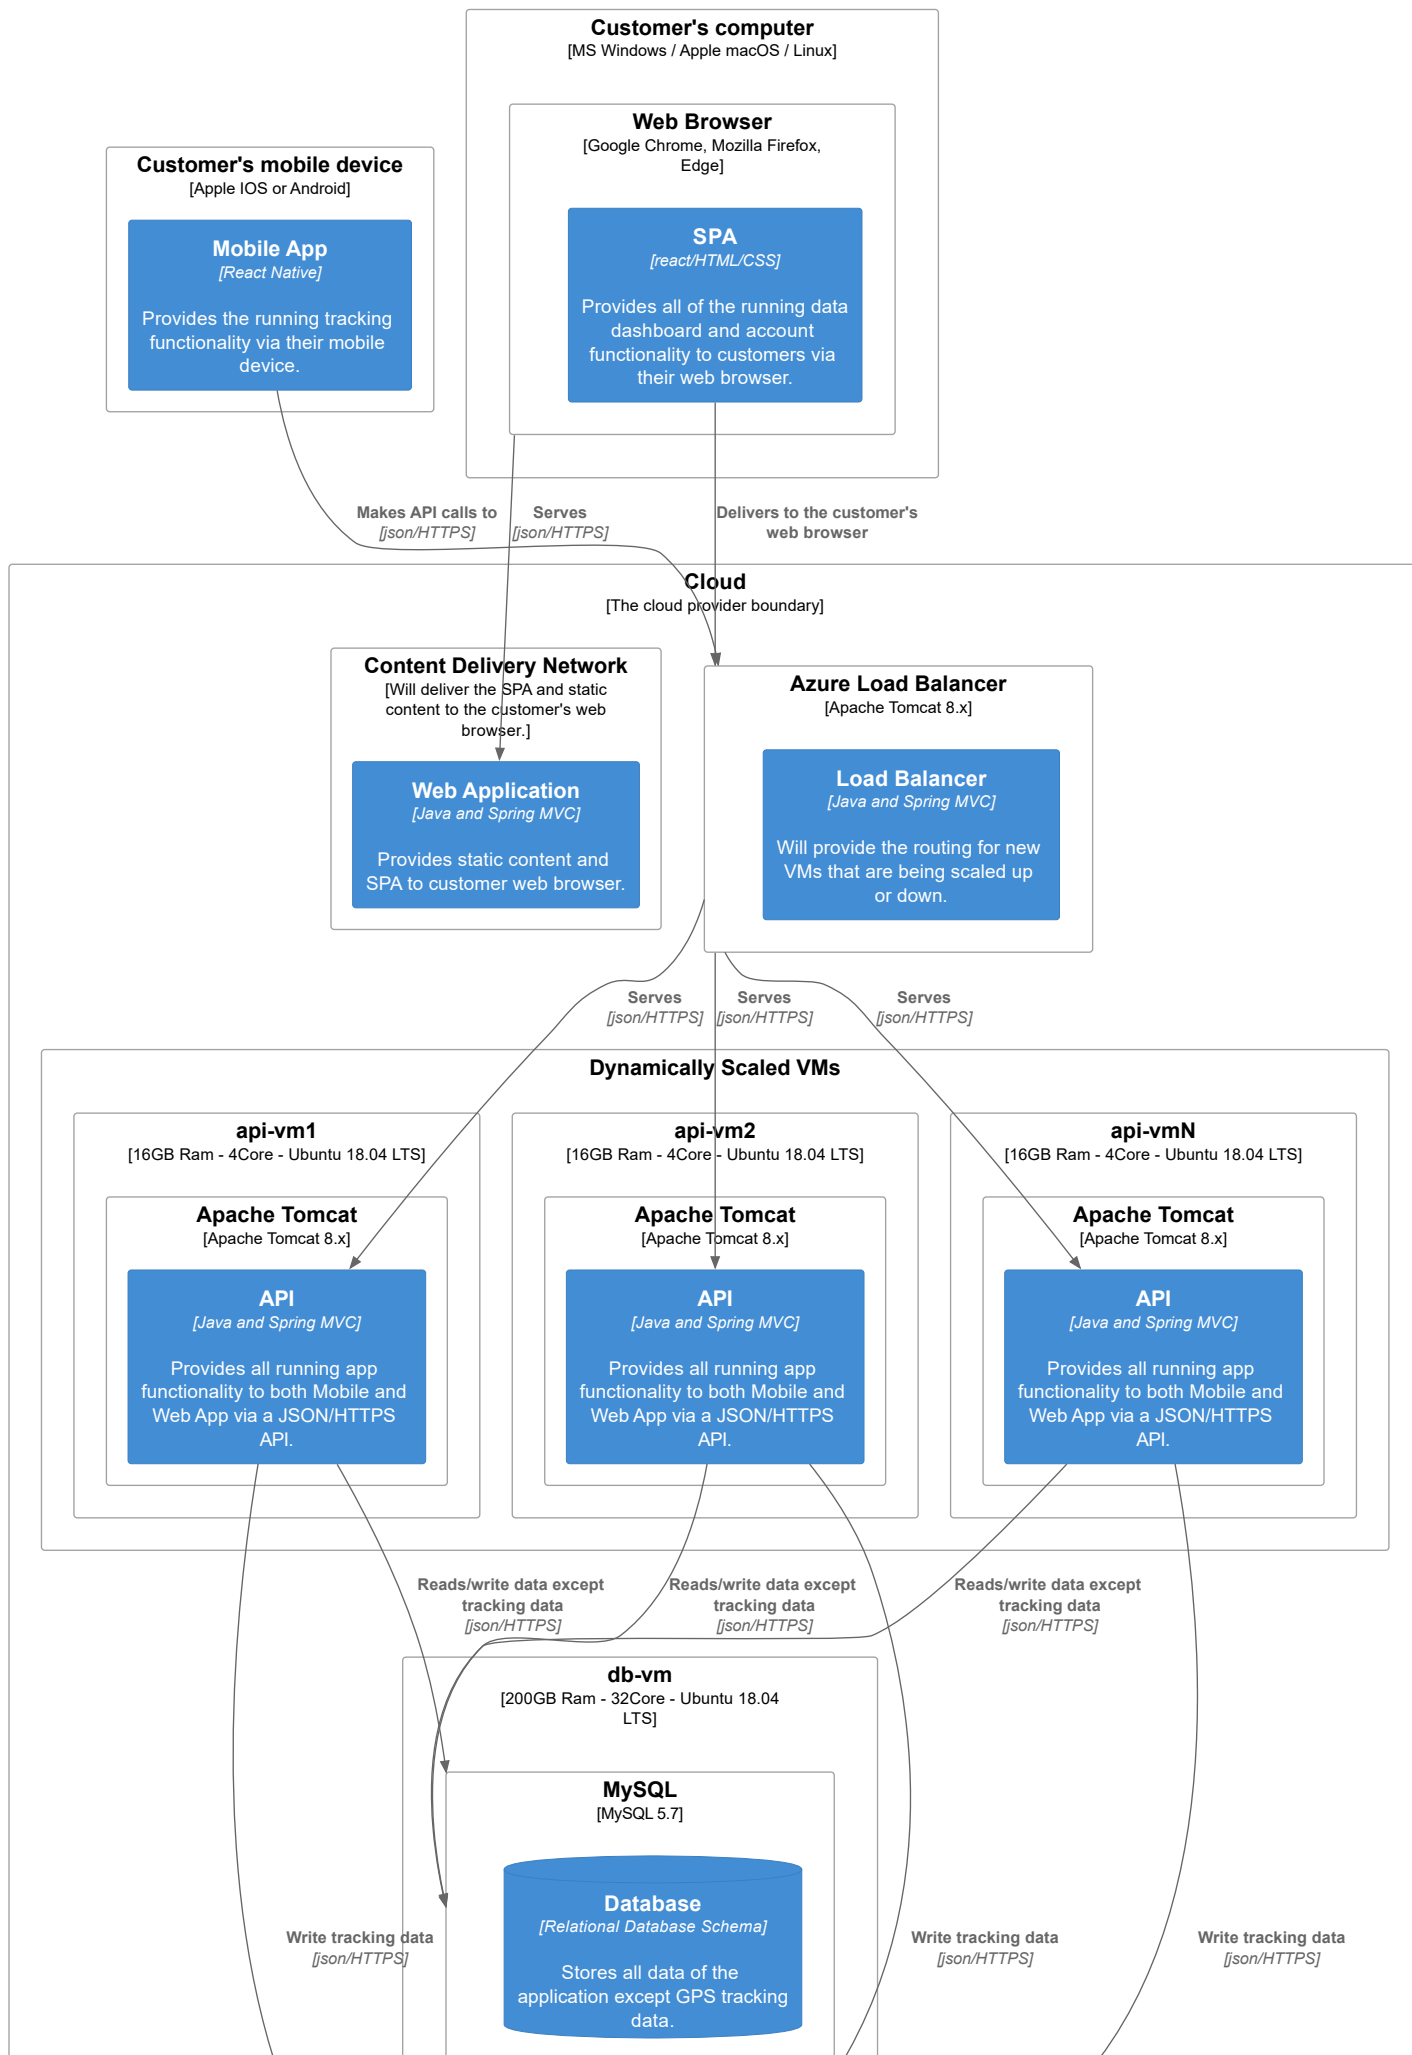 Customer's computer
[MS Windows / Apple macOS / Linux]
Web Browser
[Google Chrome, Mozilla Firefox,
Edge]
Customer's mobile device
[Apple IOS or Android]
SPA
[react/HTML/CSS]
Provides all of the running data
dashboard and account
functionality to customers via
their web browser.
Mobile App
[React Native]
Provides the running tracking
functionality via their mobile
device.
Makes API calls to
[json/HTTPS]
Serves
[json/HTTPS]
Delivers to the customer's
web browser
Cloud
[The cloud provider boundary]
Content Delivery Network
[Will deliver the SPA and static
content to the customer's web
browser.]
Web Application
[Java and Spring MVC]
Provides static content and
SPA to customer web browser.
Azure Load Balancer
[Apache Tomcat 8.x]
Load Balancer
[Java and Spring MVC]
Will provide the routing for new
VMs that are being scaled up
or down.
Serves
[json/HTTPS]
Serves
[json/HTTPS]
Serves
[json/HTTPS]
Dynamically Scaled VMs
api-vm1
[16GB Ram - 4Core - Ubuntu 18.04 LTS]
Apache Tomcat
[Apache Tomcat 8.x]
API
[Java and Spring MVC]
Provides all running app
functionality to both Mobile and
Web App via a JSON/HTTPS
API.
api-vm2
[16GB Ram - 4Core - Ubuntu 18.04 LTS]
Apache Tomcat
[Apache Tomcat 8.x]
API
[Java and Spring MVC]
Provides all running app
functionality to both Mobile and
Web App via a JSON/HTTPS
API.
api-vmN
[16GB Ram - 4Core - Ubuntu 18.04 LTS]
Apache Tomcat
[Apache Tomcat 8.x]
API
[Java and Spring MVC]
Provides all running app
functionality to both Mobile and
Web App via a JSON/HTTPS
API.
Reads/write data except
tracking data
[json/HTTPS]
Reads/write data except
tracking data
[json/HTTPS]
Reads/write data except
tracking data
[json/HTTPS]
db-vm
[200GB Ram - 32Core - Ubuntu 18.04
LTS]
MySQL
[MySQL 5.7]
Database
[Relational Database Schema]
Stores all data of the
application except GPS tracking
data.
Write tracking data
[json/HTTPS]
Write tracking data
[json/HTTPS]
Write tracking data
[json/HTTPS]